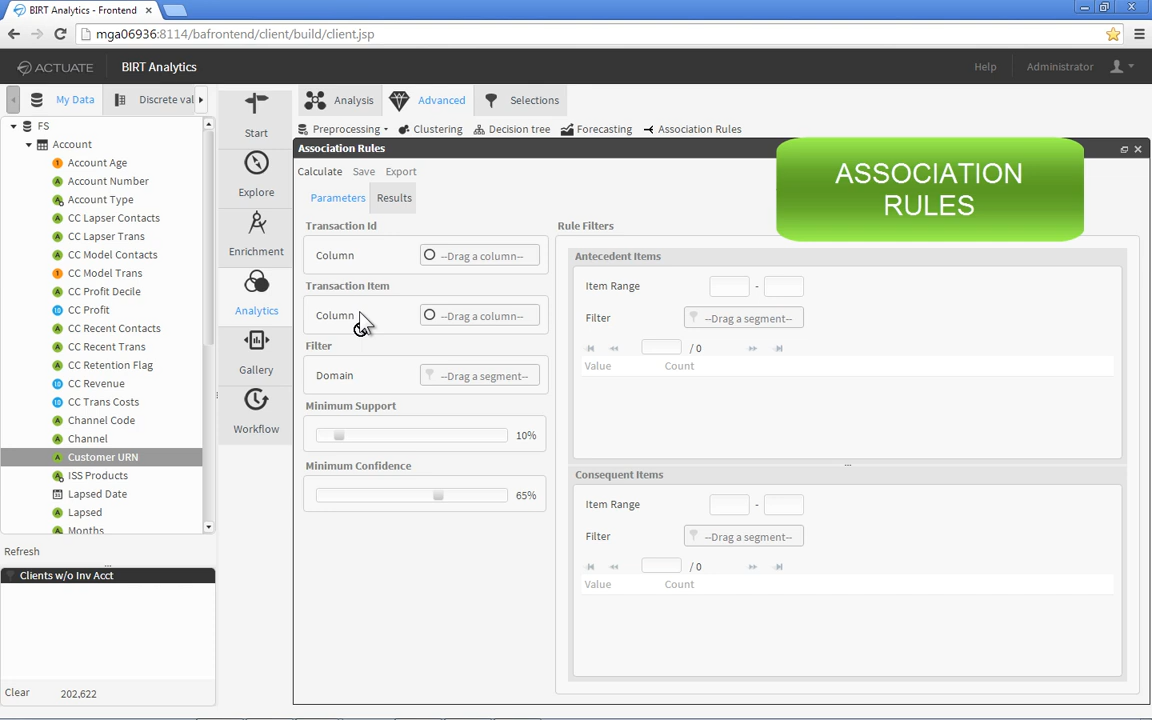 BIRT Analytics - Frontend
mga06936:8114/bafrontend/client/build/client.jsp
ACTUATE
BIRT Analytics
Help
Administrator
My Data
Discrete val
FS
Account
Account Age
Account Number
Account Type
CC Lapser Contacts
CC Lapser Trans
CC Model Contacts
CC Model Trans
CC Profit Decile
CC Profit
CC Recent Contacts
CC Recent Trans
CC Retention Flag
CC Revenue
CC Trans Costs
Channel Code
Channel
Customer URN
ISS Products
Lapsed Date
Lapsed
Months
Refresh
Clients w/o Inv Acct
Clear 202,622
Start
Explore
Enrichment
Analytics
Gallery
Workflow
Analysis
Advanced
Selections
Preprocessing
Clustering
Decision tree
Forecasting
Association Rules
Association Rules
Calculate Save Export
Parameters
Results
Transaction Id
Column --Drag a column--
Transaction Item
Column --Drag a column--
Filter
Domain --Drag a segment--
Minimum Support
10%
Minimum Confidence
65%
Rule Filters
Antecedent Items
Item Range -
Filter --Drag a segment--
/ 0
Value Count
Consequent Items
Item Range -
Filter --Drag a segment--
/ 0
Value Count
ASSOCIATION
RULES